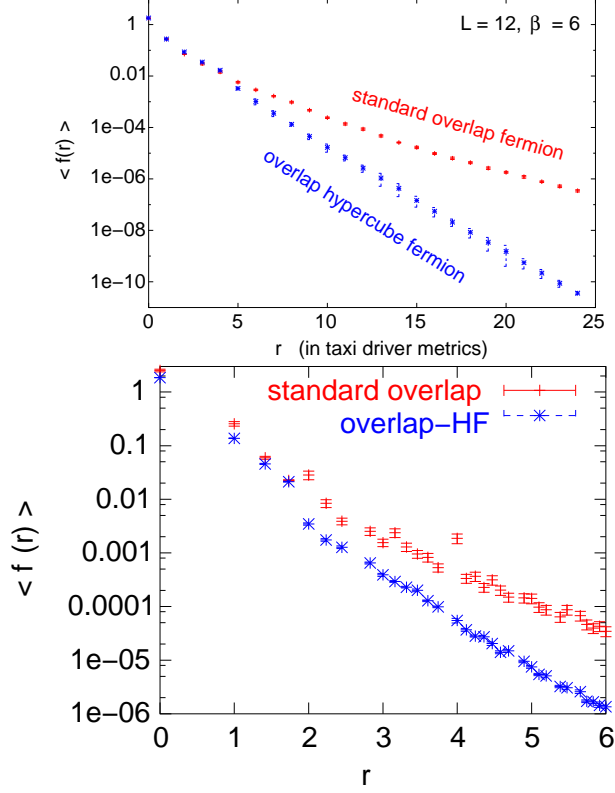 L = 12, β = 6
1
0.01
1e-04
1e-06
1e-08
1e-10
< f(r) >
standard overlap fermion
overlap hypercube fermion
0 5 10 15 20 25
r (in taxi driver metrics)
standard overlap
overlap-HF
1
0.1
0.01
0.001
0.0001
1e-05
1e-06
< f (r) >
0 1 2 3 4 5 6
r